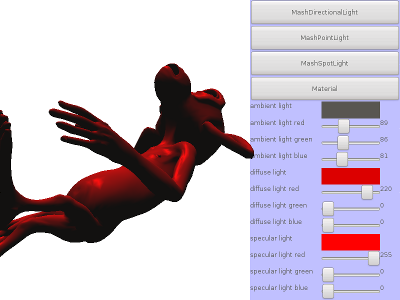 MashDirectionalLight
MashPointLight
MashSpotLight
Material
ambient light
ambient light red 89
ambient light green 86
ambient light blue 81
diffuse light
diffuse light red 220
diffuse light green 0
diffuse light blue 0
specular light
specular light red 255
specular light green 0
specular light blue 0